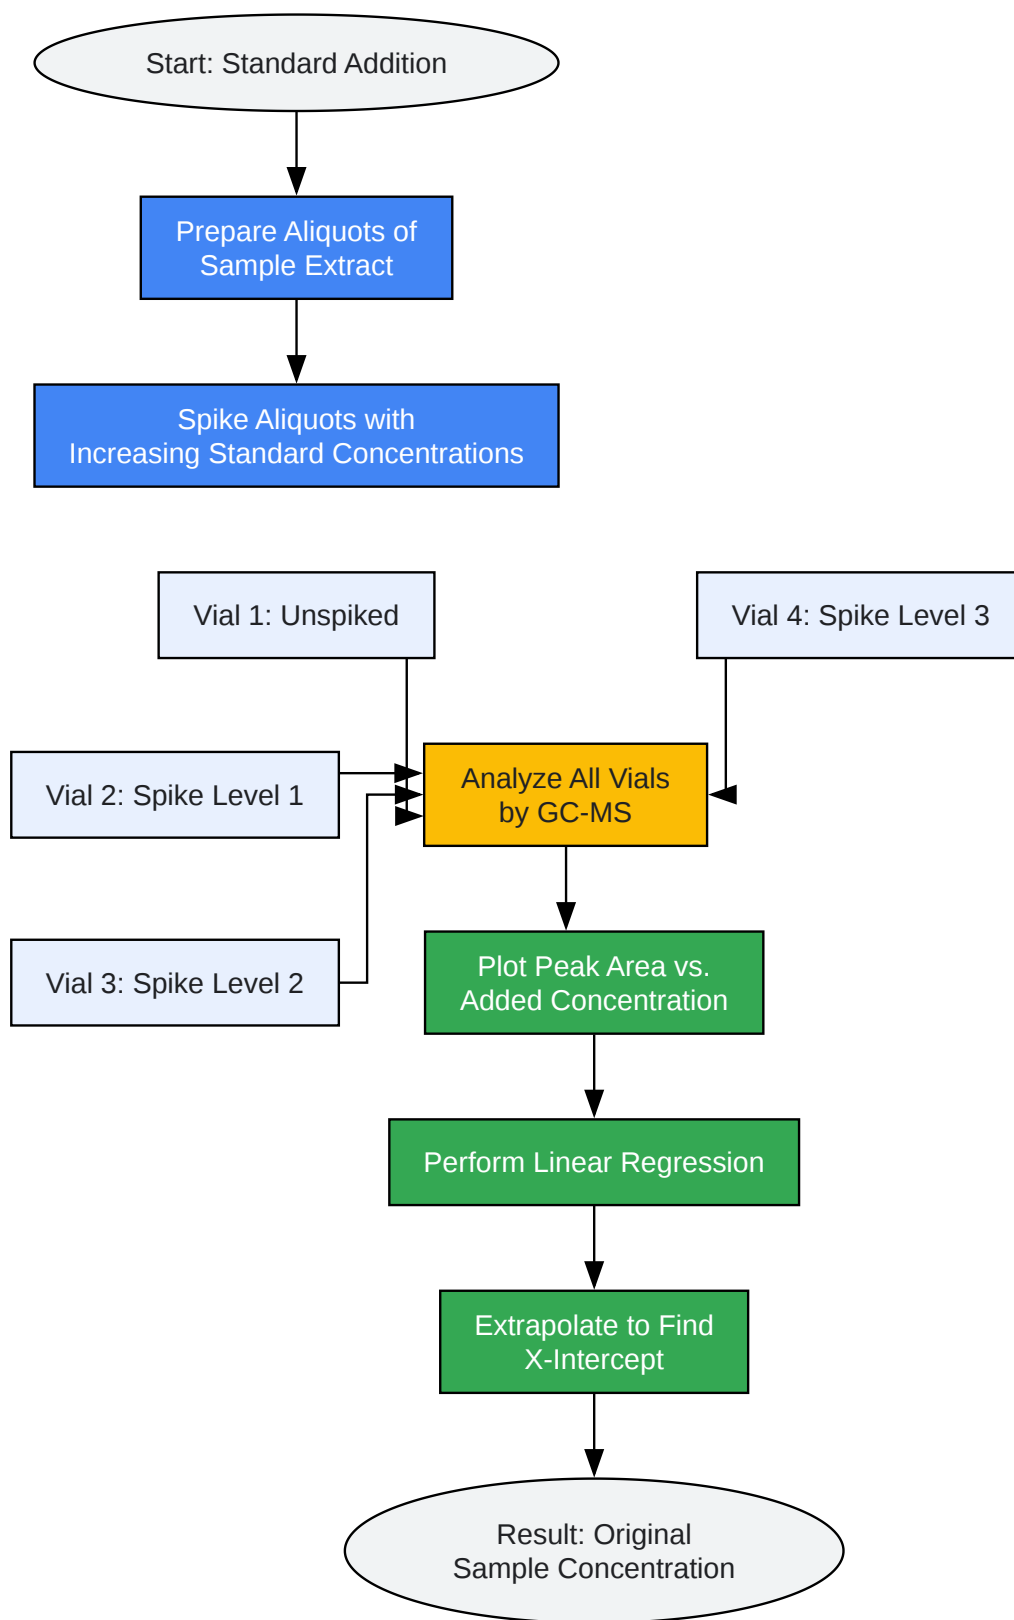 Start: Standard Addition
Prepare Aliquots of
Sample Extract
Spike Aliquots with
Increasing Standard Concentrations
Vial 1: Unspiked
Vial 4: Spike Level 3
Vial 2: Spike Level 1
Analyze All Vials
by GC-MS
Vial 3: Spike Level 2
Plot Peak Area vs.
Added Concentration
Perform Linear Regression
Extrapolate to Find
X-Intercept
Result: Original
Sample Concentration